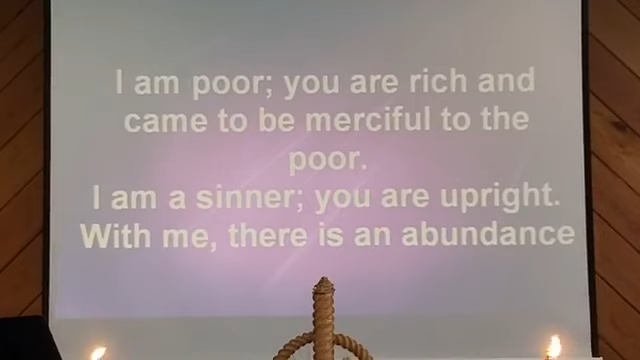 I am poor; you are rich and
came to be merciful to the
poor.
I am a sinner; you are upright.
With me, there is an abundance